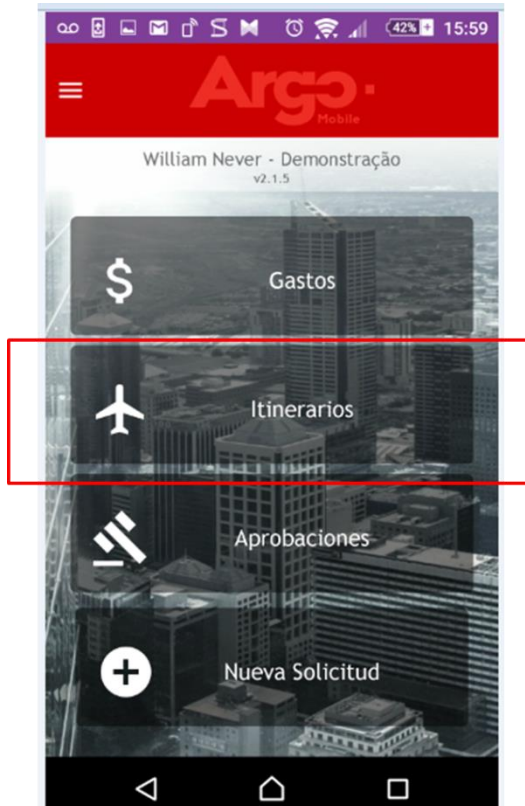 42% 15:59
Argo
Mobile
William Never - Demonstração
v2.1.5
Gastos
Itinerarios
Aprobaciones
Nueva Solicitud